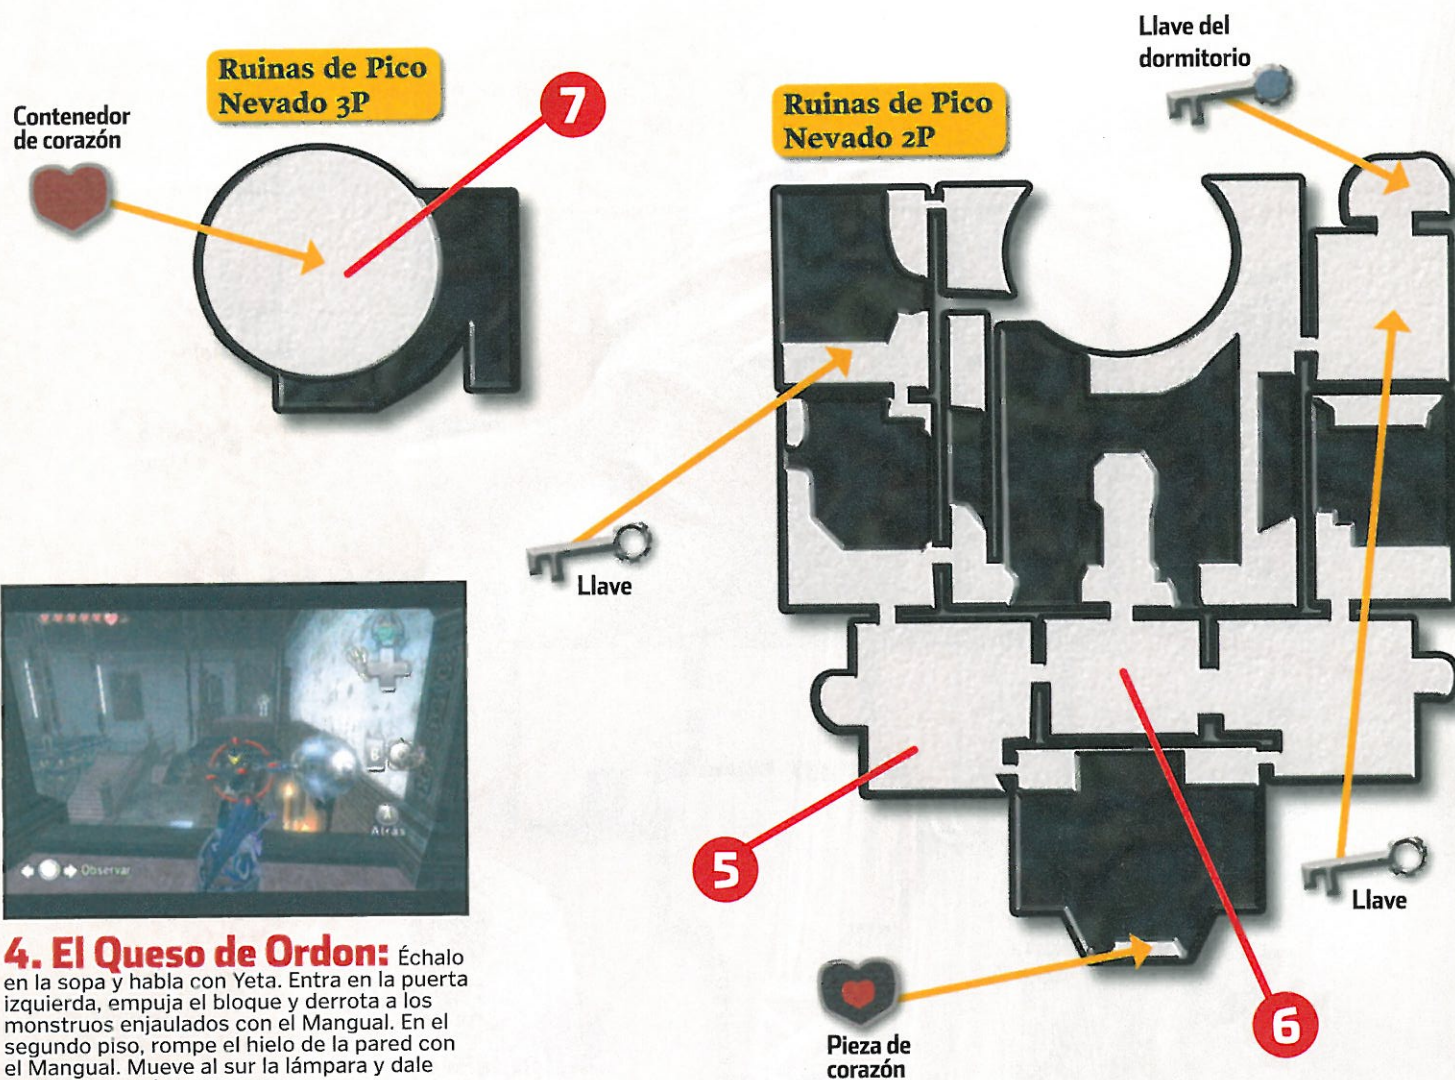 Llave del
dormitorio
Ruinas de Pico
Nevado 3P
Contenedor
de corazón
7
Ruinas de Pico
Nevado 2P
Llave
5
Llave
6
Pieza de
corazón
B
A
Atrás
Observar
4. El Queso de Ordon: Échalo
en la sopa y habla con Yeta. Entra en la puerta
izquierda, empuja el bloque y derrota a los
monstruos enjaulados con el Mangual. En el
segundo piso, rompe el hielo de la pared con
el Mangual. Mueve al sur la lámpara y dale